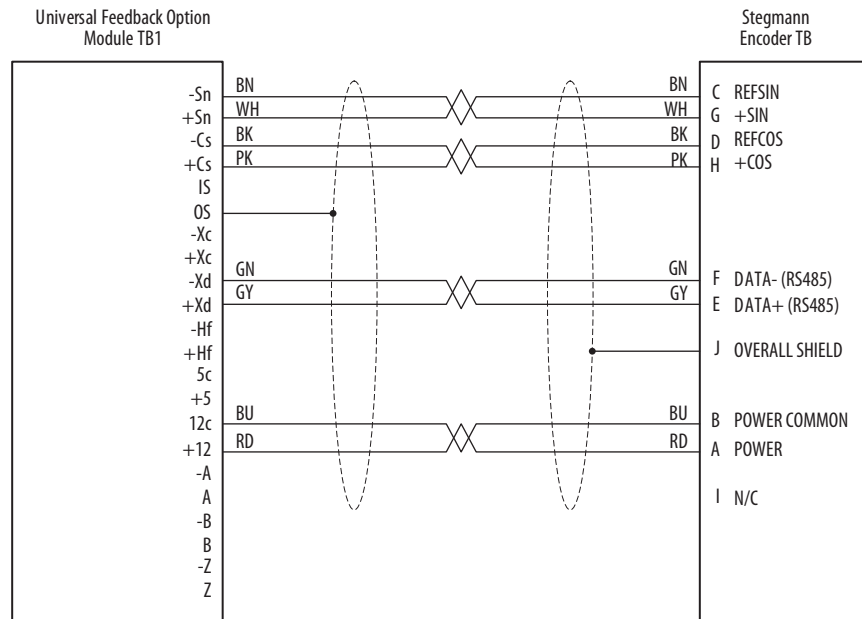 Universal Feedback Option
Module TB1
Stegmann
Encoder TB
-Sn BN BN C REFSIN
+Sn WH WH G +SIN
-Cs BK BK D REFCOS
+Cs PK PK H +COS
IS
OS
-Xc
+Xc
-Xd GN GN F DATA- (RS485)
+Xd GY GY E DATA+ (RS485)
-Hf
+Hf J OVERALL SHIELD
5c
+5
12c BU BU B POWER COMMON
+12 RD RD A POWER
-A
A I N/C
-B
B
-Z
Z